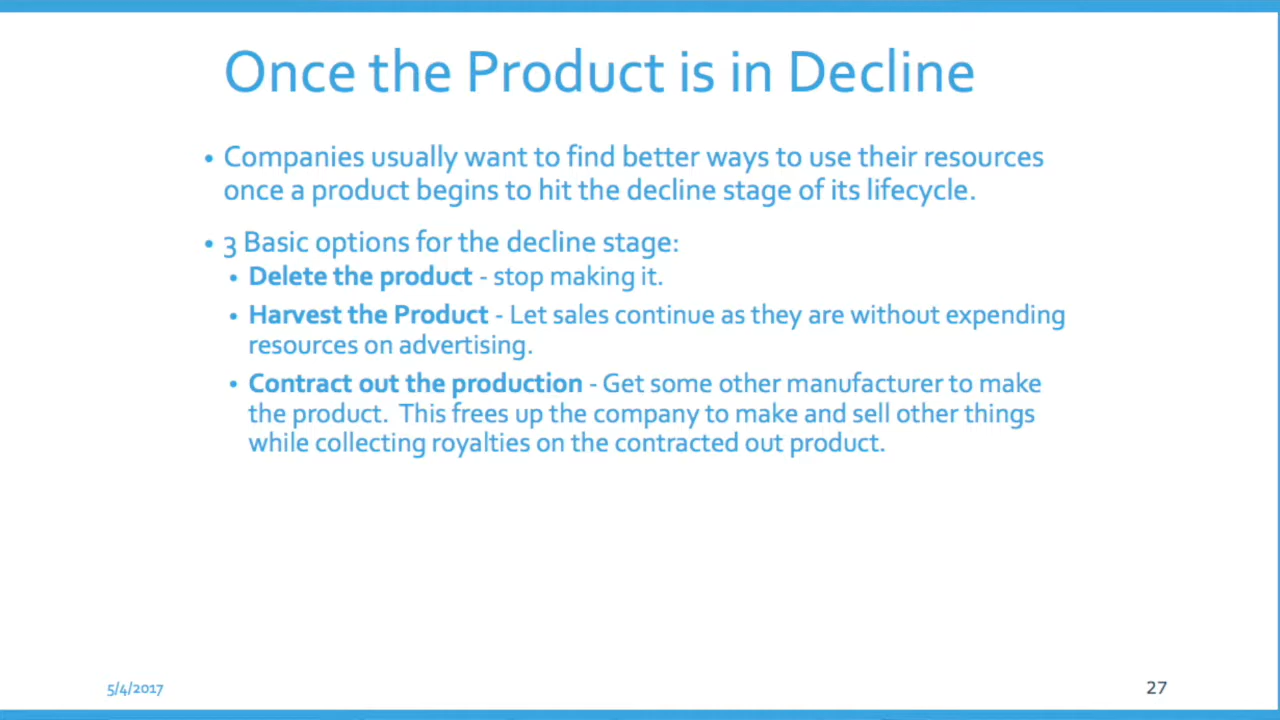 Once the Product is in Decline
• Companies usually want to find better ways to use their resources
once a product begins to hit the decline stage of its lifecycle.
• 3 Basic options for the decline stage:
• Delete the product - stop making it.
• Harvest the Product - Let sales continue as they are without expending
resources on advertising.
• Contract out the production - Get some other manufacturer to make
the product.  This frees up the company to make and sell other things
while collecting royalties on the contracted out product.
5/4/2017
27